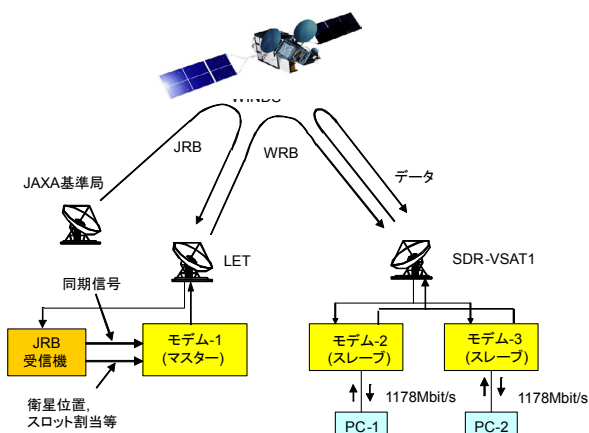 WINDS
JRB
WRB
データ
JAXA基準局
LET
SDR-VSAT1
同期信号
JRB
受信機
モデム-1
(マスター)
モデム-2
(スレーブ)
モデム-3
(スレーブ)
衛星位置,
スロット割当等
1178Mbit/s
1178Mbit/s
PC-1
PC-2